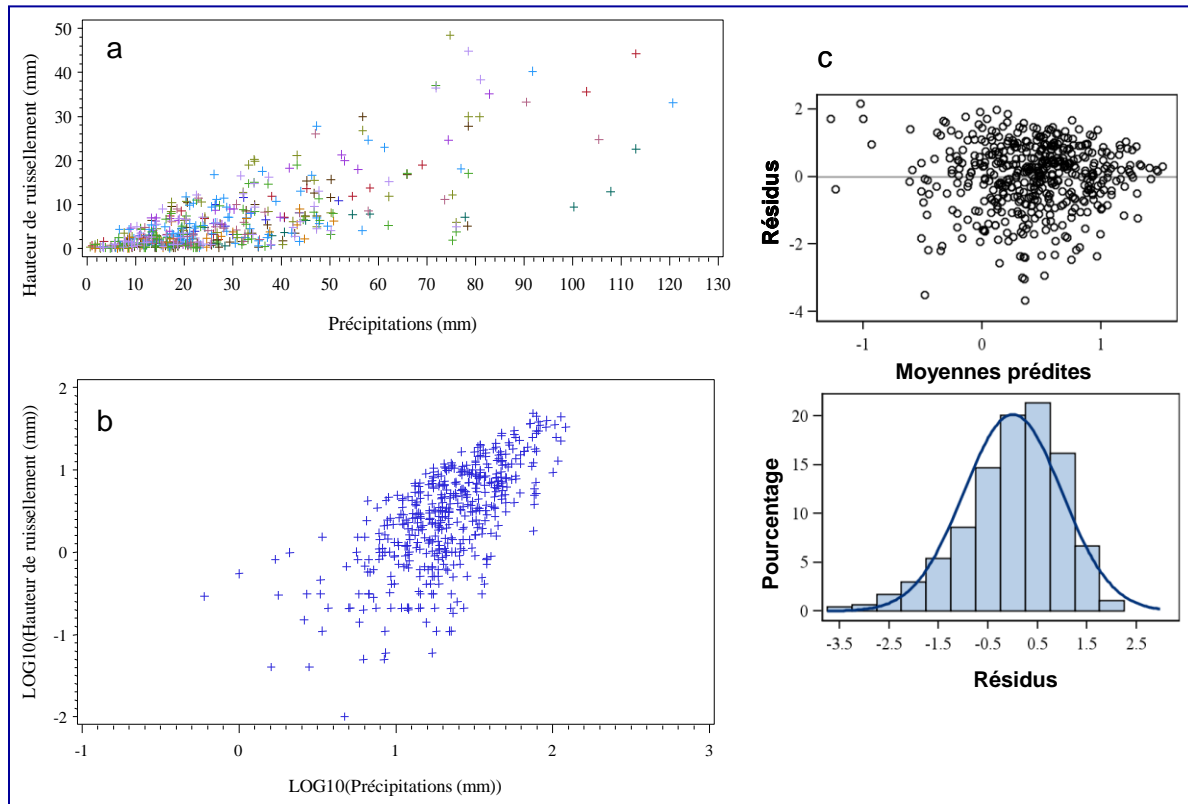 a
Hauteur de ruissellement (mm)
50
40
30
20
10
0
0 10 20 30 40 50 60 70 80 90 100 110 120 130
Précipitations (mm)
b
LOG10(Hauteur de ruissellement (mm))
2
1
0
-1
-2
-1 0 1 2 3
LOG10(Précipitations (mm))
c
Résidus
2
0
-2
-4
-1 0 1
Moyennes prédites
Pourcentage
20
15
10
5
0
-3.5 -2.5 -1.5 -0.5 0.5 1.5 2.5
Résidus